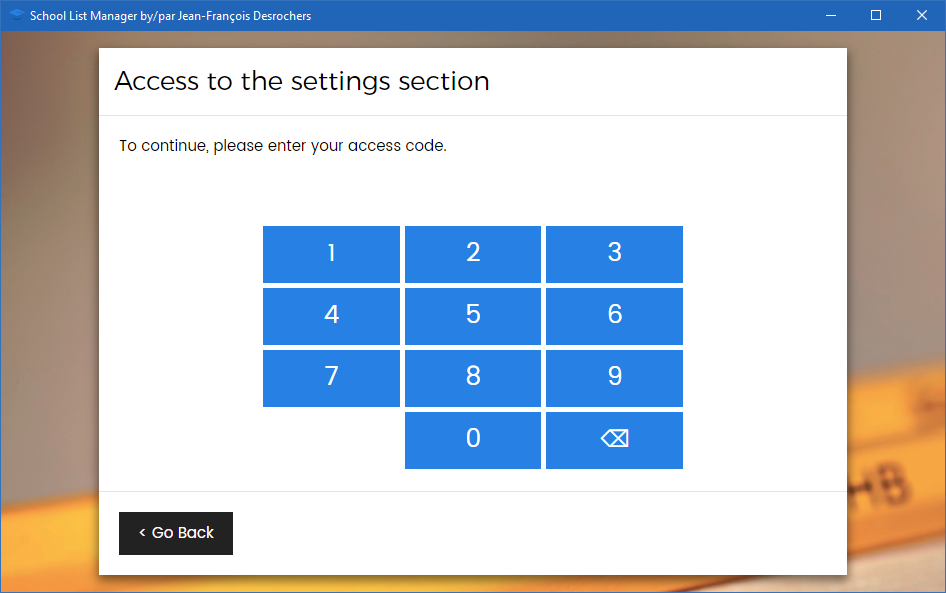 School List Manager by/par Jean-François Desrochers
Access to the settings section
To continue, please enter your access code.
1 2 3
4 5 6
7 8 9
0 ⌫
< Go Back
HB